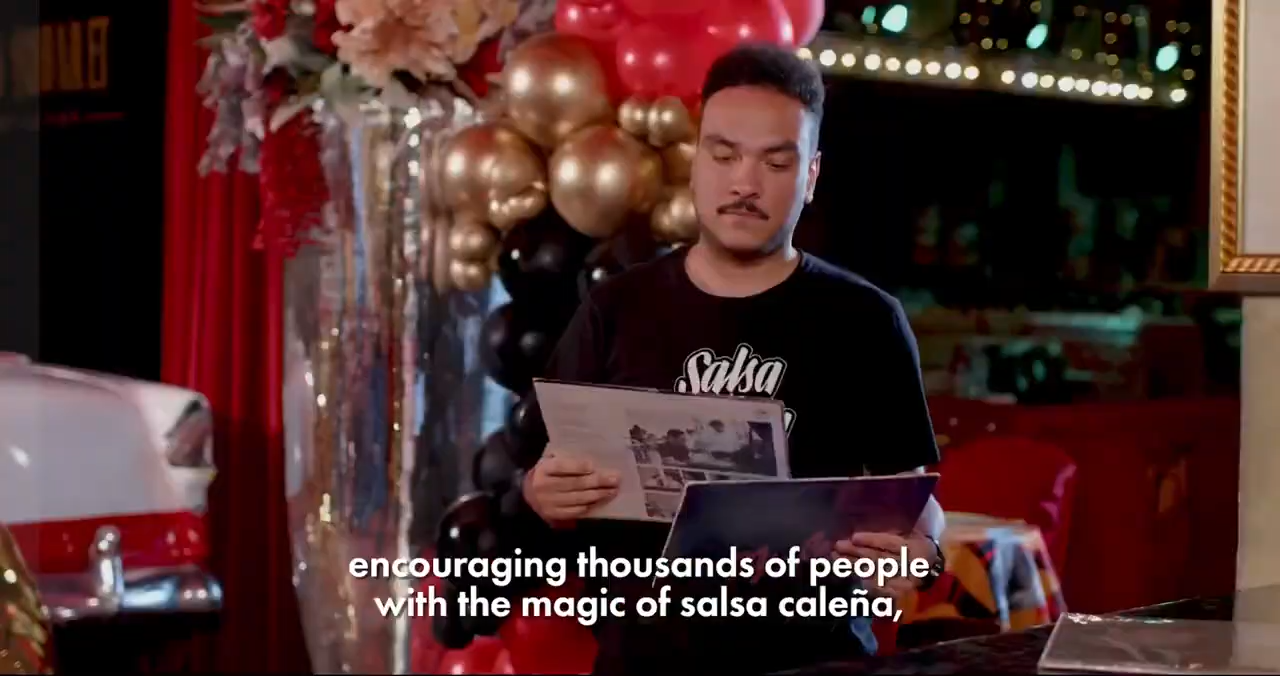 Salsa
encouraging thousands of people
with the magic of salsa caleña,